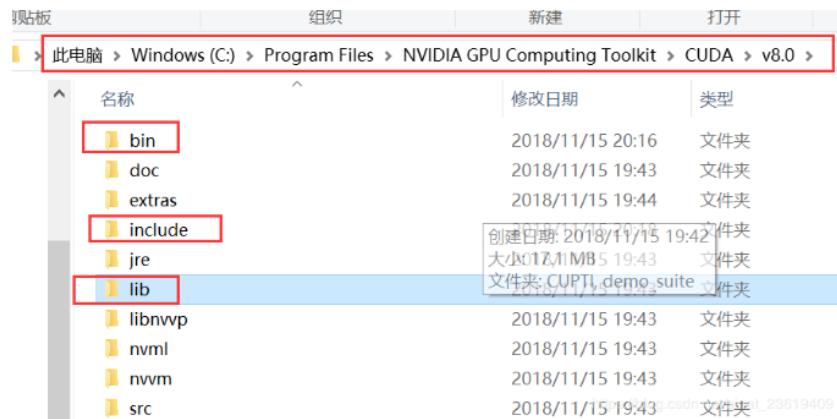 剪贴板 组织 新建 打开
此电脑 > Windows (C:) > Program Files > NVIDIA GPU Computing Toolkit > CUDA > v8.0 >
名称 修改日期 类型
bin 2018/11/15 20:16 文件夹
doc 2018/11/15 19:43 文件夹
extras 2018/11/15 19:44 文件夹
include 文件夹
创建日期: 2018/11/15 19:42
jre 文件夹
大小: 17.1 MB
lib 文件夹
文件夹: CUPTI, demo_suite
libnvvp 2018/11/15 19:43 文件夹
nvml 2018/11/15 19:43 文件夹
nvvm 2018/11/15 19:43 文件夹
src 2018/11/15 19:43 文件夹